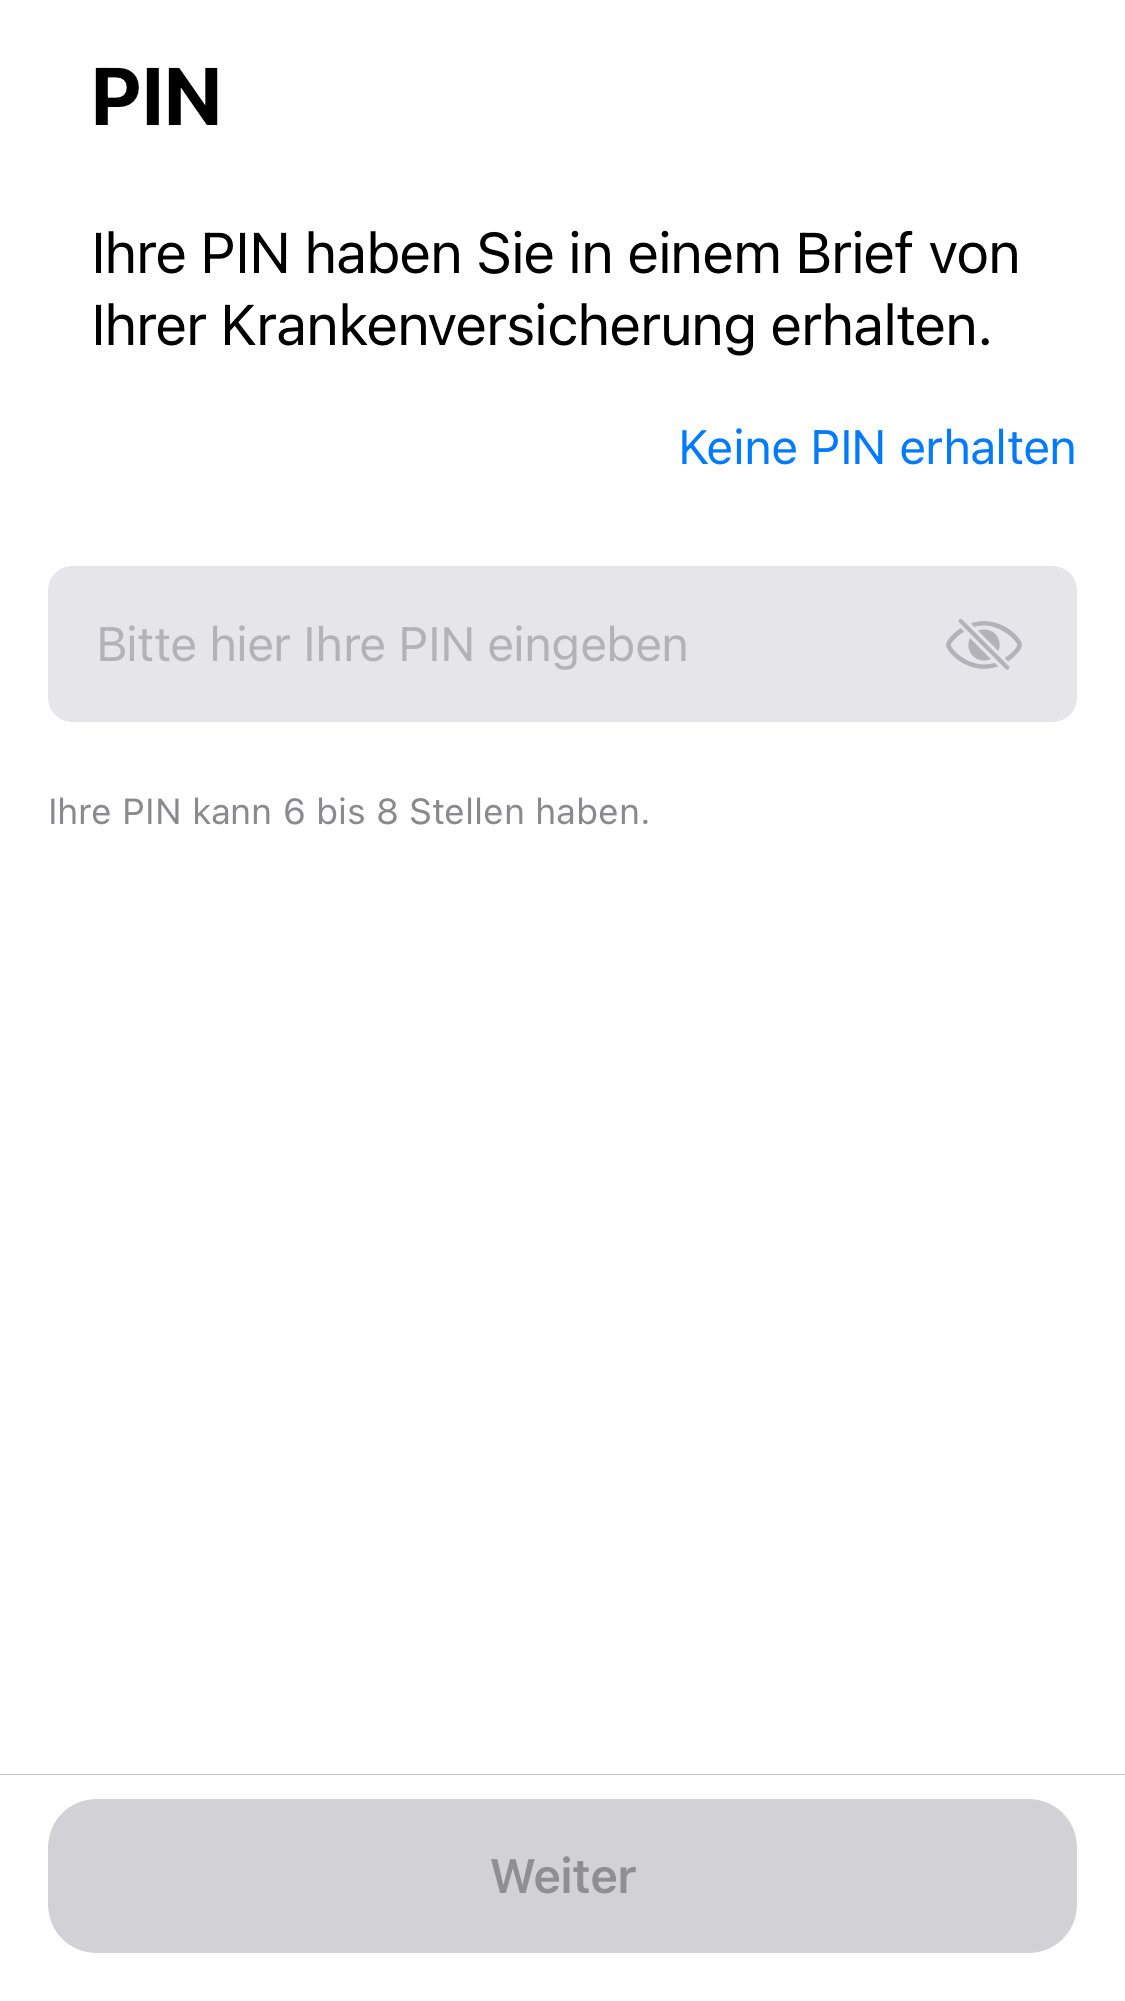 PIN
Ihre PIN haben Sie in einem Brief von
Ihrer Krankenversicherung erhalten.
Keine PIN erhalten
Bitte hier Ihre PIN eingeben
Ihre PIN kann 6 bis 8 Stellen haben.
Weiter